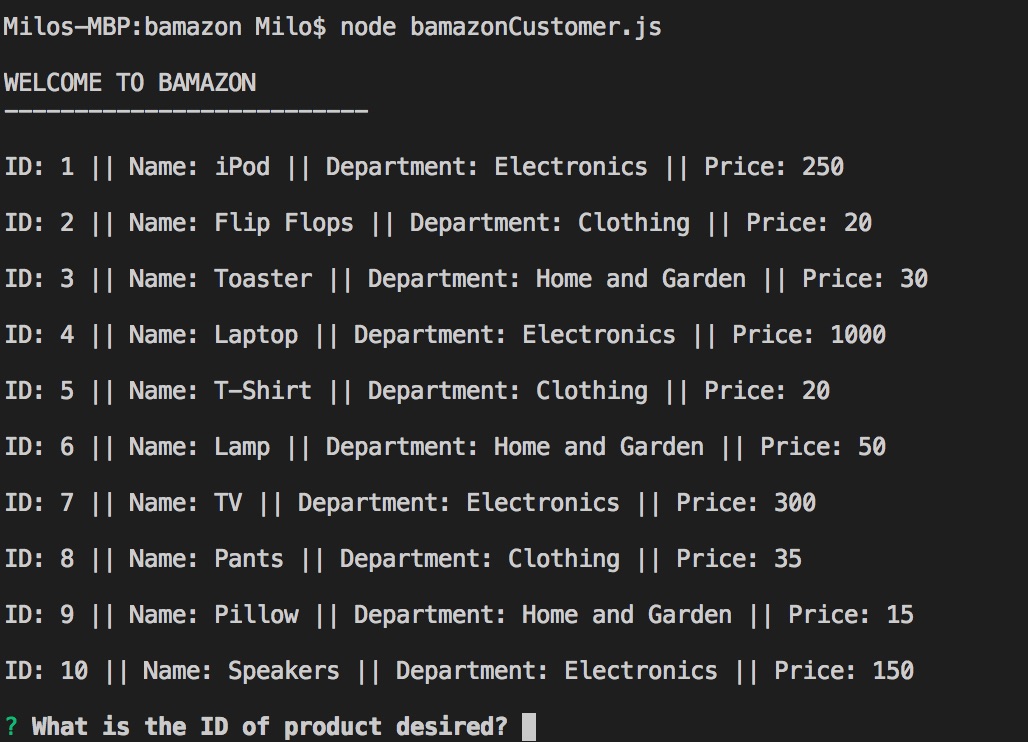 Milos-MBP:bamazon Milo$ node bamazonCustomer.js
WELCOME TO BAMAZON
--------------------------
ID: 1 || Name: iPod || Department: Electronics || Price: 250
ID: 2 || Name: Flip Flops || Department: Clothing || Price: 20
ID: 3 || Name: Toaster || Department: Home and Garden || Price: 30
ID: 4 || Name: Laptop || Department: Electronics || Price: 1000
ID: 5 || Name: T-Shirt || Department: Clothing || Price: 20
ID: 6 || Name: Lamp || Department: Home and Garden || Price: 50
ID: 7 || Name: TV || Department: Electronics || Price: 300
ID: 8 || Name: Pants || Department: Clothing || Price: 35
ID: 9 || Name: Pillow || Department: Home and Garden || Price: 15
ID: 10 || Name: Speakers || Department: Electronics || Price: 150
? What is the ID of product desired?